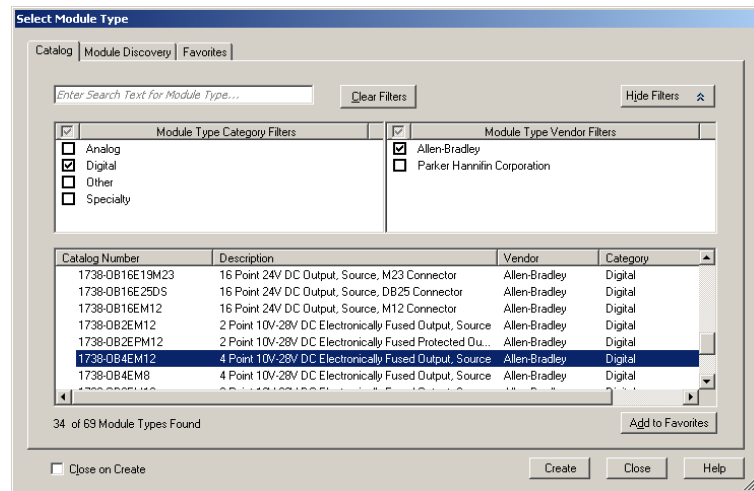 Select Module Type
Catalog Module Discovery Favorites
Enter Search Text for Module Type...
Clear Filters
Hide Filters
Module Type Category Filters
Module Type Vendor Filters
Analog
Allen-Bradley
Digital
Parker Hannifin Corporation
Other
Specialty
Catalog Number Description Vendor Category
1738-OB16E19M23 16 Point 24V DC Output, Source, M23 Connector Allen-Bradley Digital
1738-OB16E25DS 16 Point 24V DC Output, Source, DB25 Connector Allen-Bradley Digital
1738-OB16EM12 16 Point 24V DC Output, Source, M12 Connector Allen-Bradley Digital
1738-OB2EM12 2 Point 10V-28V DC Electronically Fused Output, Source Allen-Bradley Digital
1738-OB2EPM12 2 Point 10V-28V DC Electronically Fused Protected Ou... Allen-Bradley Digital
1738-OB4EM12 4 Point 10V-28V DC Electronically Fused Output, Source Allen-Bradley Digital
1738-OB4EM8 4 Point 10V-28V DC Electronically Fused Output, Source Allen-Bradley Digital
34 of 69 Module Types Found
Add to Favorites
Close on Create
Create Close Help